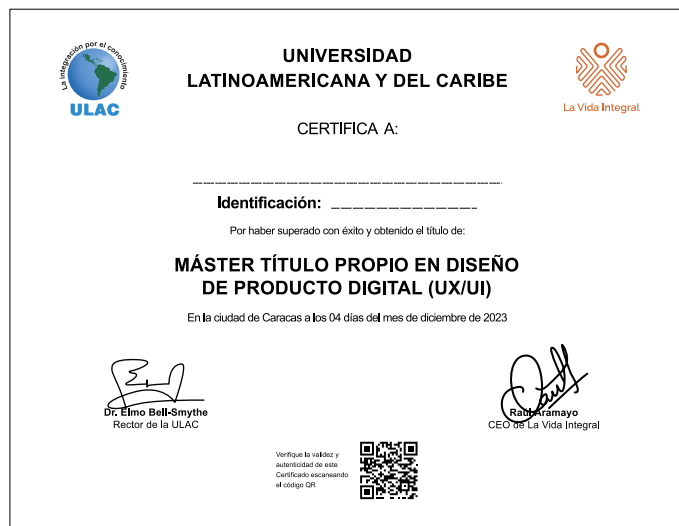 La integración por el conocimiento
ULAC
UNIVERSIDAD
LATINOAMERICANA Y DEL CARIBE
La Vida Integral
CERTIFICA A:
Identificación:
Por haber superado con éxito y obtenido el título de:
MÁSTER TÍTULO PROPIO EN DISEÑO
DE PRODUCTO DIGITAL (UX/UI)
En la ciudad de Caracas a los 04 días del mes de diciembre de 2023
Dr. Elmo Bell-Smythe
Rector de la ULAC
Raúl Aramayo
CEO de La Vida Integral
Verifique la validez y
autenticidad de este
Certificado escaneando
el código QR